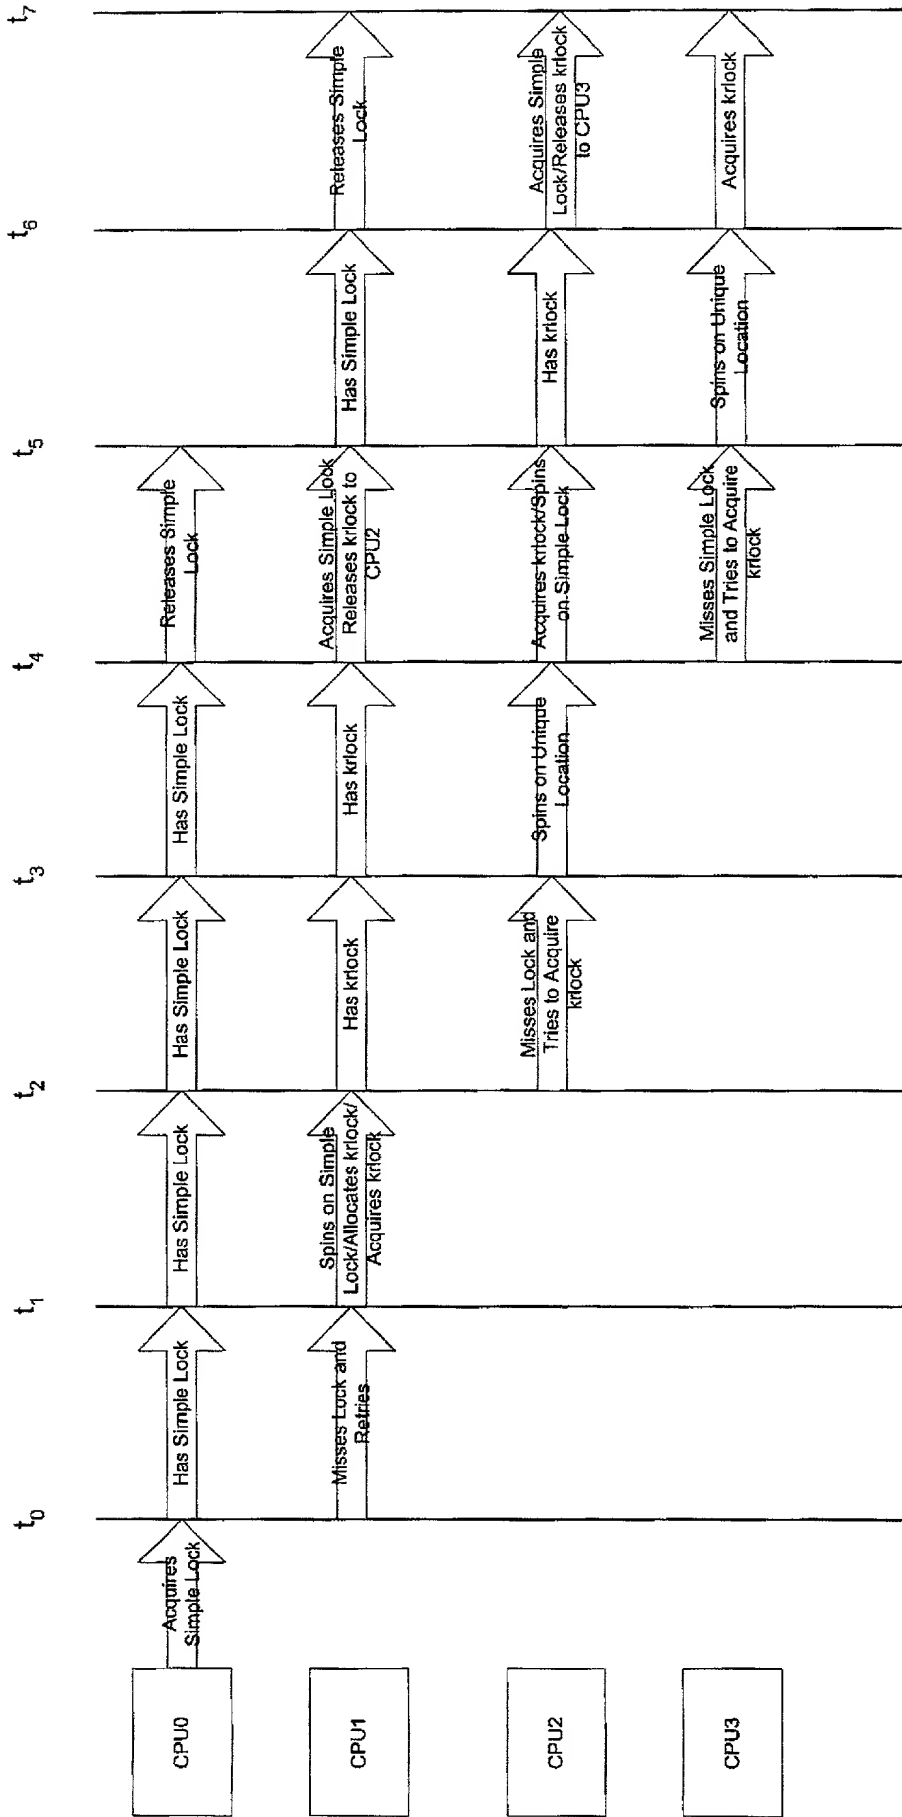 t0
t1
t2
t3
t4
t5
t6
t7
CPU0
Acquires
Simple Lock
Has Simple Lock
Has Simple Lock
Has Simple Lock
Has Simple Lock
Releases Simple
Lock
CPU1
Misses Lock and
Retries
Spins on Simple
Lock/Allocates krlock/
Acquires krlock
Has krlock
Has krlock
Acquires Simple Lock
Releases krlock to
CPU2
Has Simple Lock
Releases Simple
Lock
CPU2
Misses Lock and
Tries to Acquire
krlock
Spins on Unique
Location
Acquires krlock/Spins
on Simple Lock
Has krlock
Acquires Simple
Lock/Releases krlock
to CPU3
CPU3
Misses Simple Lock
and Tries to Acquire
krlock
Spins on Unique
Location
Acquires krlock